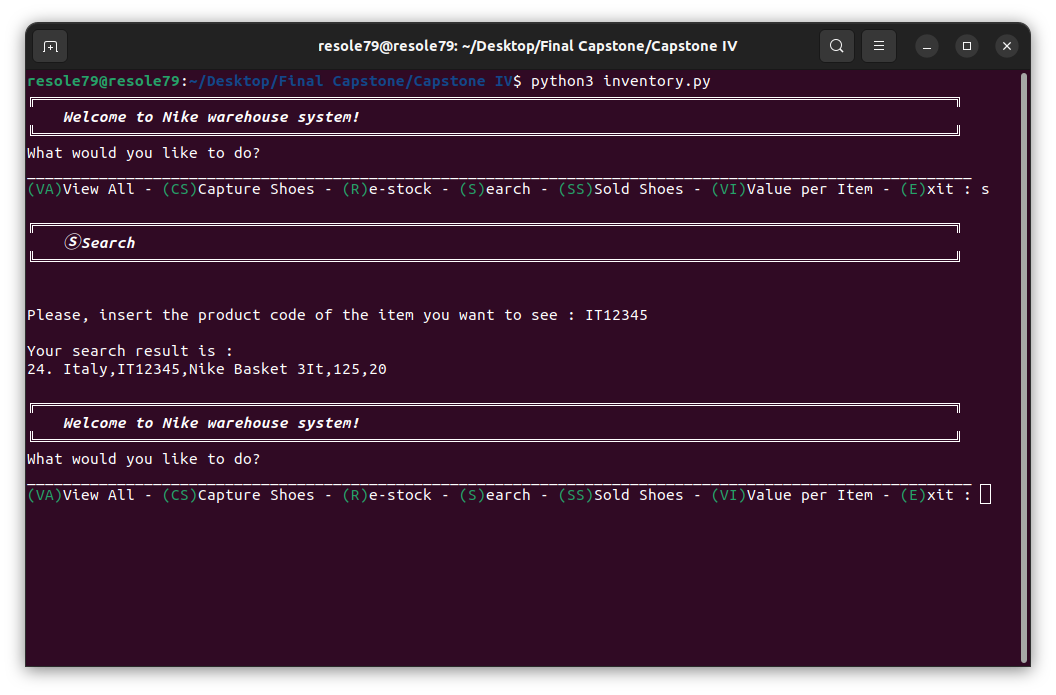 resole79@resole79: ~/Desktop/Final Capstone/Capstone IV
resole79@resole79:~/Desktop/Final Capstone/Capstone IV$ python3 inventory.py
Welcome to Nike warehouse system!
What would you like to do?
(VA)View All - (CS)Capture Shoes - (R)e-stock - (S)earch - (SS)Sold Shoes - (VI)Value per Item - (E)xit : s
ⓈSearch
Please, insert the product code of the item you want to see : IT12345
Your search result is :
24. Italy,IT12345,Nike Basket 3It,125,20
Welcome to Nike warehouse system!
What would you like to do?
(VA)View All - (CS)Capture Shoes - (R)e-stock - (S)earch - (SS)Sold Shoes - (VI)Value per Item - (E)xit :